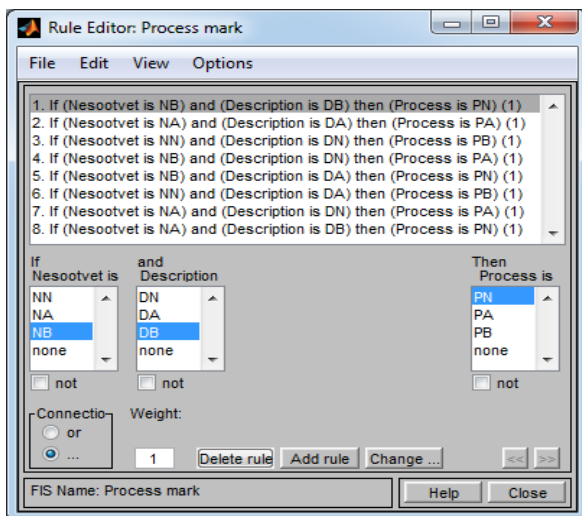 Rule Editor: Process mark
File Edit View Options
1. If (Nesootvet is NB) and (Description is DB) then (Process is PN) (1)
2. If (Nesootvet is NA) and (Description is DA) then (Process is PA) (1)
3. If (Nesootvet is NN) and (Description is DN) then (Process is PB) (1)
4. If (Nesootvet is NB) and (Description is DN) then (Process is PA) (1)
5. If (Nesootvet is NB) and (Description is DA) then (Process is PN) (1)
6. If (Nesootvet is NN) and (Description is DA) then (Process is PB) (1)
7. If (Nesootvet is NA) and (Description is DN) then (Process is PA) (1)
8. If (Nesootvet is NA) and (Description is DB) then (Process is PN) (1)
If and Then
Nesootvet is Description Process is
NN DN PN
NA DA PA
NB DB PB
none none none
not not not
Connectio Weight:
or
... 1 Delete rule Add rule Change ... << >>
FIS Name: Process mark Help Close